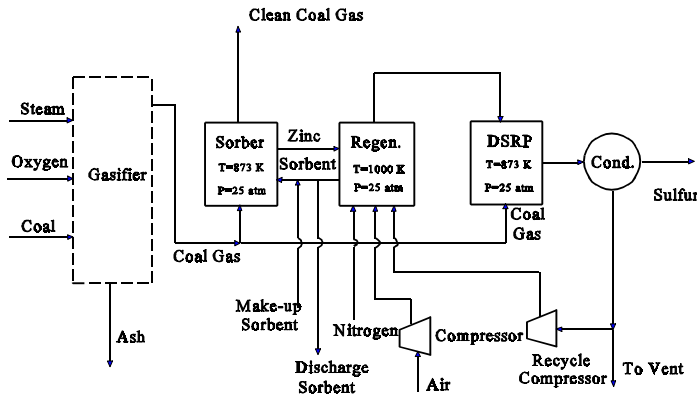 Clean Coal Gas
Steam
Oxygen
Coal
Gasifier
Ash
Coal Gas
Sorber
T=873 K
P=25 atm
Zinc
Sorbent
Regen.
T=1000 K
P=25 atm
DSRP
T=873 K
P=25 atm
Coal
Gas
Cond.
Sulfur
Make-up
Sorbent
Discharge
Sorbent
Nitrogen
Compressor
Air
Recycle
Compressor
To Vent